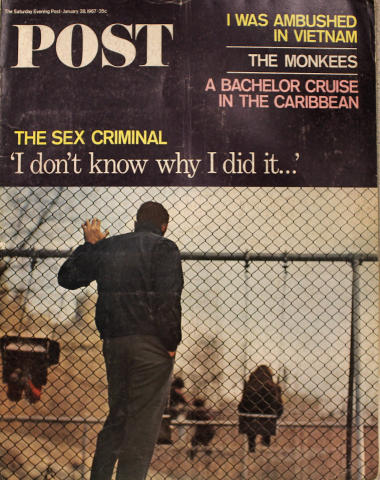 The Saturday Evening Post · January 28, 1967 · 35c
POST
I WAS AMBUSHED
IN VIETNAM
THE MONKEES
A BACHELOR CRUISE
IN THE CARIBBEAN
THE SEX CRIMINAL
‘I don’t know why I did it...’